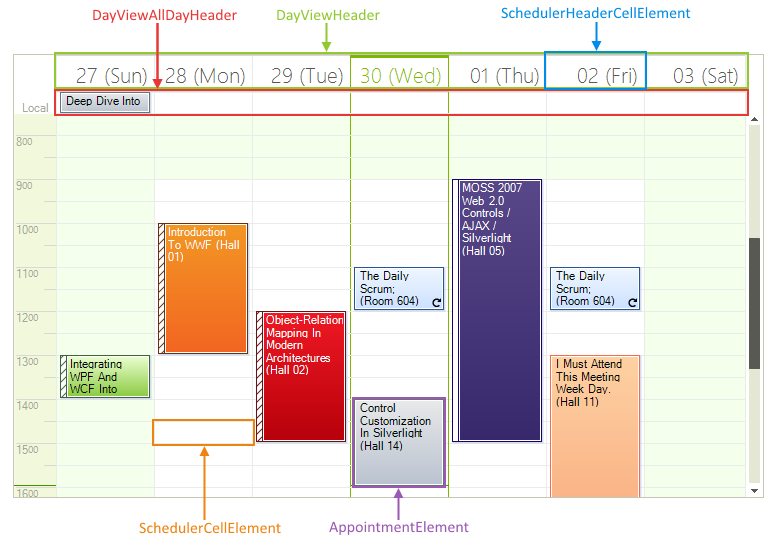 DayViewAllDayHeader
DayViewHeader
SchedulerHeaderCellElement
27 (Sun)
28 (Mon)
29 (Tue)
30 (Wed)
01 (Thu)
02 (Fri)
03 (Sat)
Local
Deep Dive Into
800
900
1000
1100
1200
1300
1400
1500
1600
Integrating
WPF And
WCF Into
Introduction
To WWF (Hall
01)
Object-Relation
Mapping In
Modern
Architectures
(Hall 02)
The Daily
Scrum;
(Room 604)
Control
Customization
In Silverlight
(Hall 14)
MOSS 2007
Web 2.0
Controls /
AJAX /
Silverlight
(Hall 05)
The Daily
Scrum;
(Room 604)
I Must Attend
This Meeting
Week Day.
(Hall 11)
SchedulerCellElement
AppointmentElement